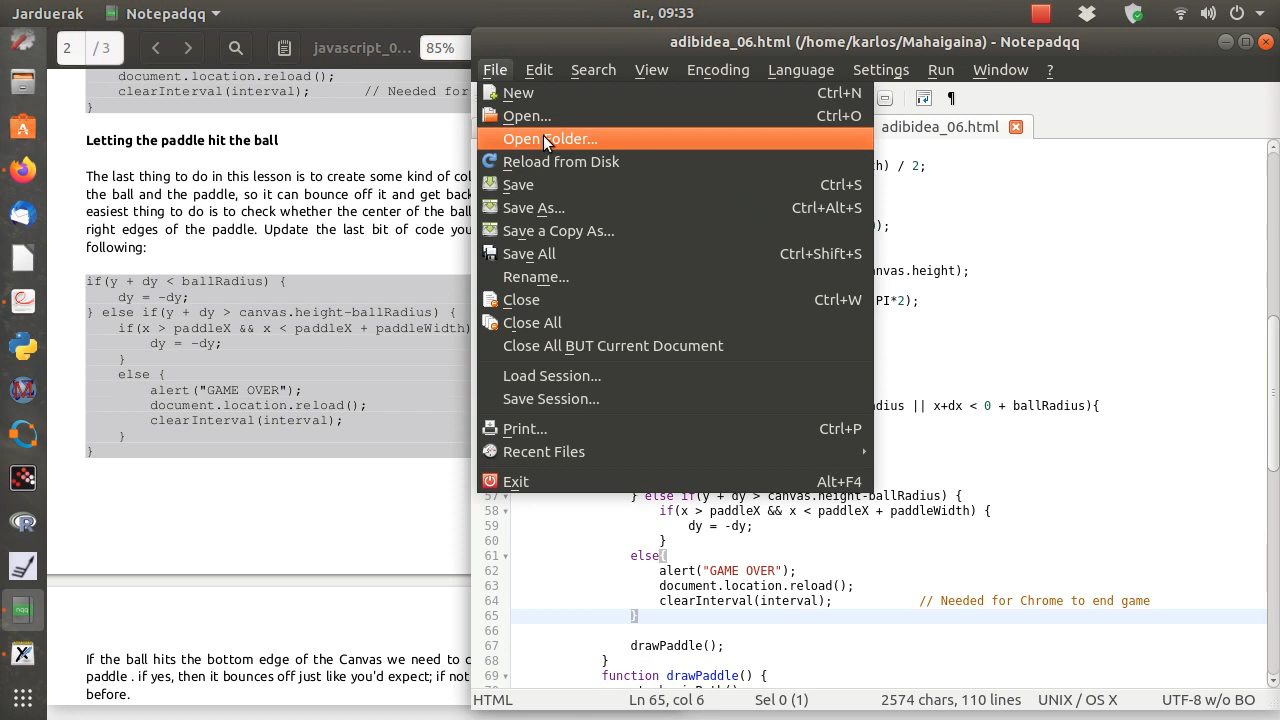 Jarduerak
Notepadqq
ar., 09:33
2 / 3
javascript_0…
85%
document.location.reload();
clearInterval(interval); // Needed for
}
Letting the paddle hit the ball
The last thing to do in this lesson is to create some kind of col
the ball and the paddle, so it can bounce off it and get back
easiest thing to do is to check whether the center of the ball
right edges of the paddle. Update the last bit of code you
following:
if(y + dy < ballRadius) {
dy = -dy;
} else if(y + dy > canvas.height-ballRadius) {
if(x > paddleX && x < paddleX + paddleWidth)
dy = -dy;
}
else {
alert("GAME OVER");
document.location.reload();
clearInterval(interval);
}
}
If the ball hits the bottom edge of the Canvas we need to c
paddle . if yes, then it bounces off just like you'd expect; if not
before.
adibidea_06.html (/home/karlos/Mahaigaina) - Notepadqq
File Edit Search View Encoding Language Settings Run Window ?
New Ctrl+N
Open... Ctrl+O
Open Folder...
Reload from Disk
Save Ctrl+S
Save As... Ctrl+Alt+S
Save a Copy As...
Save All Ctrl+Shift+S
Rename...
Close Ctrl+W
Close All
Close All BUT Current Document
Load Session...
Save Session...
Print... Ctrl+P
Recent Files
Exit Alt+F4
adibidea_06.html
h) / 2;
);
anvas.height);
PI*2);
dius || x+dx < 0 + ballRadius){
57 } else if(y + dy > canvas.height-ballRadius) {
58 if(x > paddleX && x < paddleX + paddleWidth) {
59 dy = -dy;
60 }
61 else{
62 alert("GAME OVER");
63 document.location.reload();
64 clearInterval(interval); // Needed for Chrome to end game
65 }
66
67 drawPaddle();
68 }
69 function drawPaddle() {
HTML
Ln 65, col 6
Sel 0 (1)
2574 chars, 110 lines
UNIX / OS X
UTF-8 w/o BO